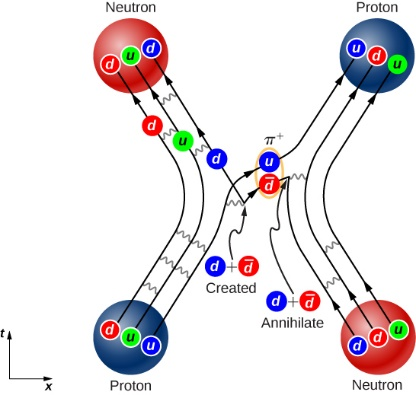 Neutron
Proton
d u d
u d u
d
u
d
π+
u
d̅
d + d̅
Created
d + d̅
Annihilate
d u u
d d u
Proton
Neutron
t
x